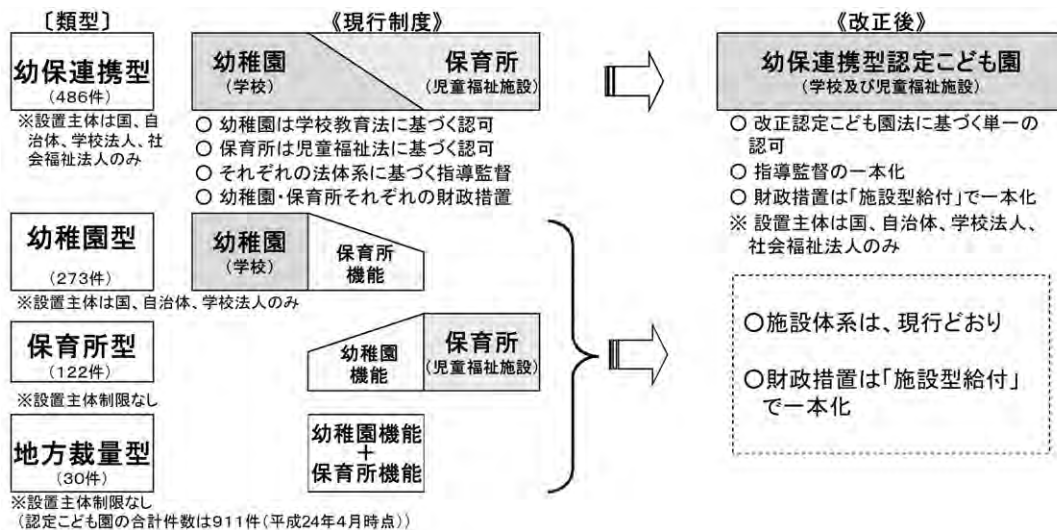 〔類型〕
《現行制度》
《改正後》
幼保連携型
(486件)
※設置主体は国、自
治体、学校法人、社
会福祉法人のみ
幼稚園
(学校)
保育所
(児童福祉施設)
○ 幼稚園は学校教育法に基づく認可
○ 保育所は児童福祉法に基づく認可
○ それぞれの法体系に基づく指導監督
○ 幼稚園・保育所それぞれの財政措置
幼保連携型認定こども園
(学校及び児童福祉施設)
○ 改正認定こども園法に基づく単一の
認可
○ 指導監督の一本化
○ 財政措置は「施設型給付」で一本化
※ 設置主体は国、自治体、学校法人、
社会福祉法人のみ
幼稚園型
(273件)
※設置主体は国、自治体、学校法人のみ
幼稚園
(学校)
保育所
機能
保育所型
(122件)
※設置主体制限なし
幼稚園
機能
保育所
(児童福祉施設)
地方裁量型
(30件)
※設置主体制限なし
幼稚園機能
+
保育所機能
○施設体系は、現行どおり
○財政措置は「施設型給付」
で一本化
(認定こども園の合計件数は911件(平成24年4月時点))